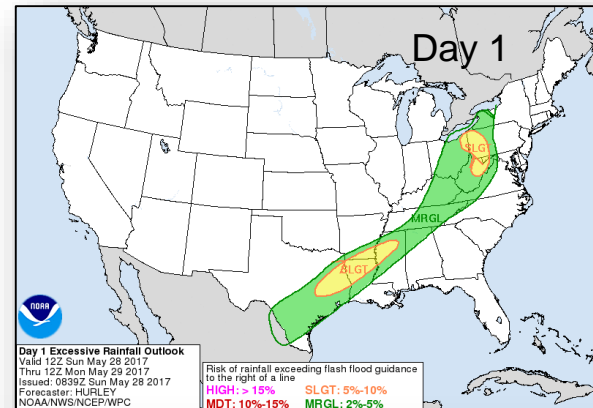 Day 1
SLGT
MRGL
SLGT
NOAA
Day 1 Excessive Rainfall Outlook
Valid 12Z Sun May 28 2017
Thru 12Z Mon May 29 2017
Issued: 0839Z Sun May 28 2017
Forecaster: HURLEY
NOAA/NWS/NCEP/WPC
Risk of rainfall exceeding flash flood guidance
to the right of a line
HIGH: > 15% SLGT: 5%-10%
MDT: 10%-15% MRGL: 2%-5%